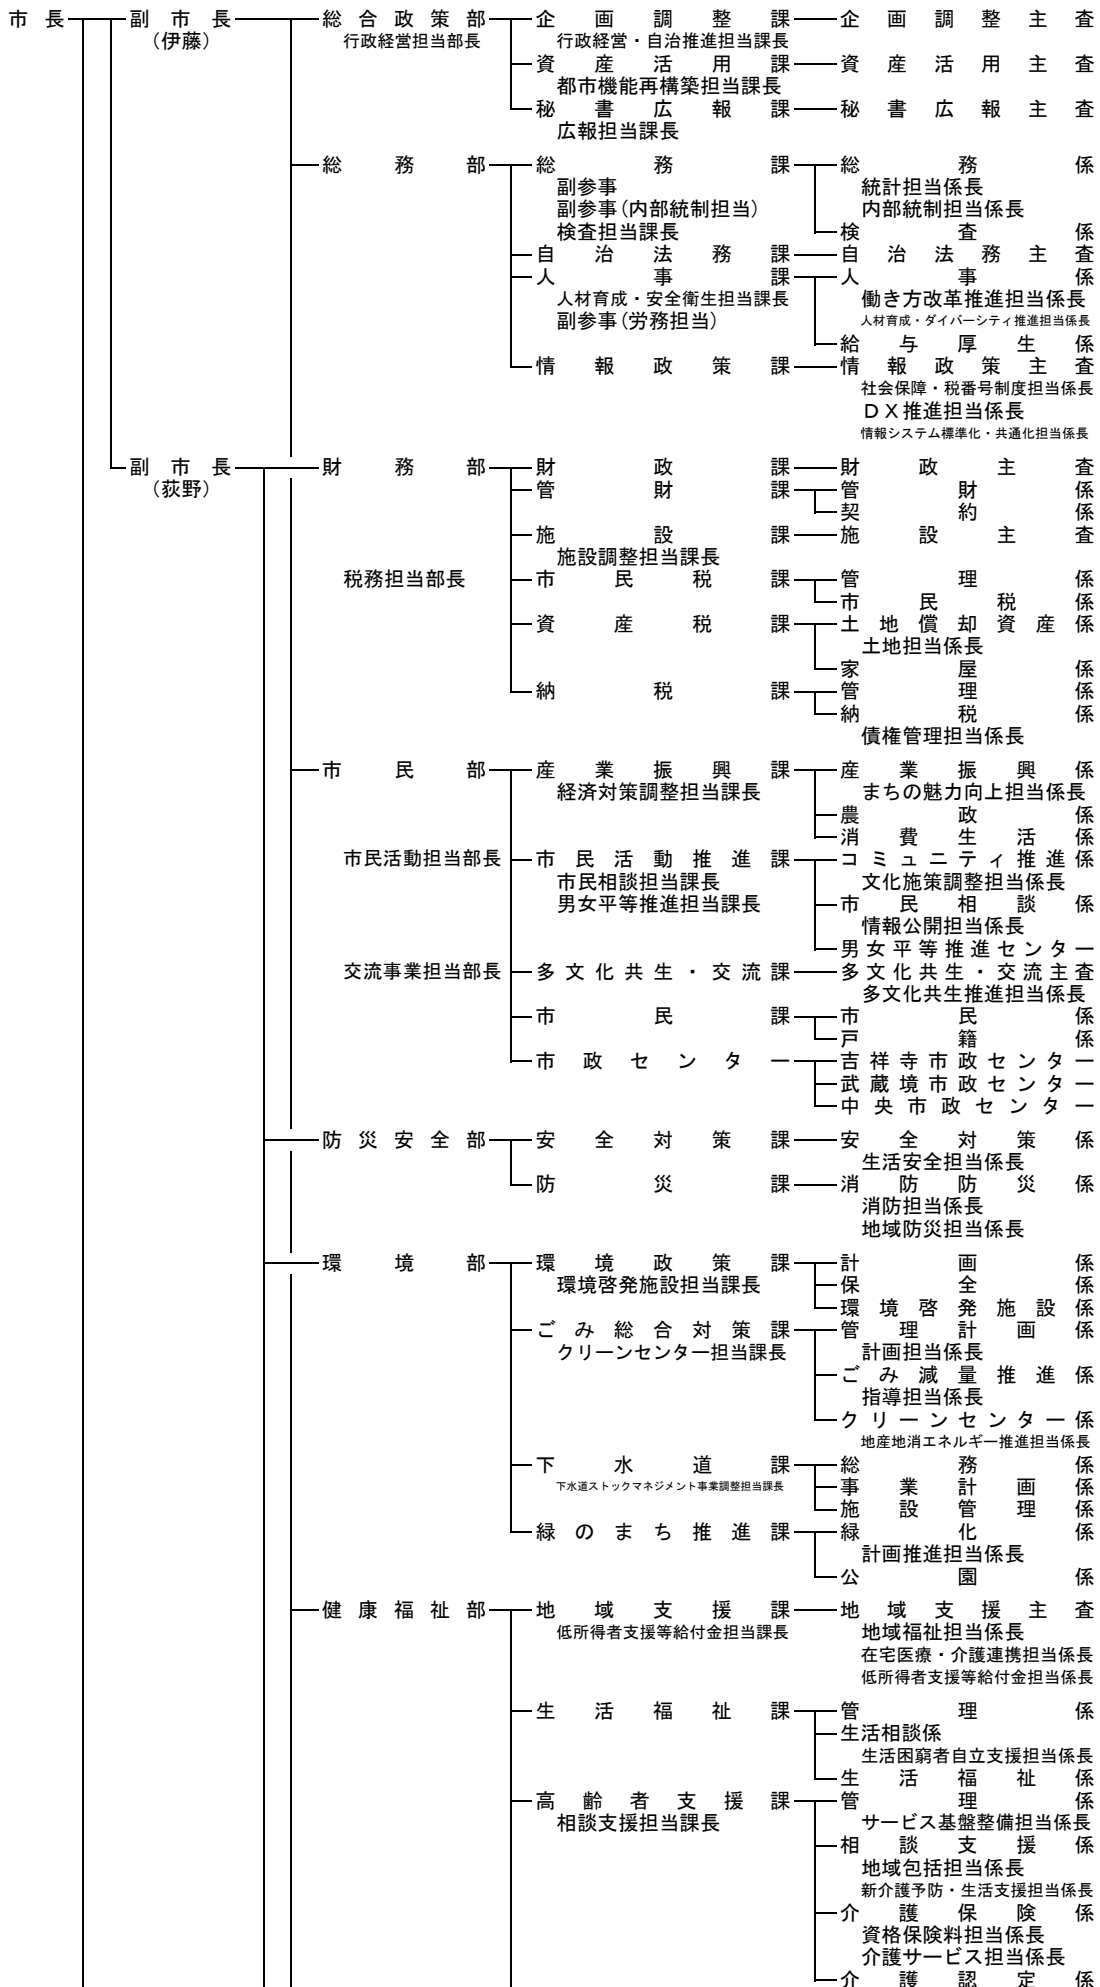 市長 副市長 総合政策部 企画調整課 企画調整主査
(伊藤) 行政経営担当部長 行政経営・自治推進担当課長
資産活用課 資産活用主査
都市機能再構築担当課長
秘書広報課 秘書広報主査
広報担当課長
総務部 総務課 総務係
副参事 統計担当係長
副参事(内部統制担当) 内部統制担当係長
検査担当課長 検査係
自治法務課 自治法務主査
人事課 人事係
人材育成・安全衛生担当課長 働き方改革推進担当係長
副参事(労務担当) 人材育成・ダイバーシティ推進担当係長
給与厚生係
情報政策課 情報政策主査
社会保障・税番号制度担当係長
DX推進担当係長
情報システム標準化・共通化担当係長
副市長 財務部 財政課 財政主査
(荻野) 管財課 管財係
契約係
施設課 施設主査
施設調整担当課長
税務担当部長 市民税課 管理係
市民税係
資産税課 土地償却資産係
土地担当係長
家屋係
納税課 管理係
納税係
債権管理担当係長
市民部 産業振興課 産業振興係
経済対策調整担当課長 まちの魅力向上担当係長
農政係
消費生活係
市民活動担当部長 市民活動推進課 コミュニティ推進係
市民相談担当課長 文化施策調整担当係長
男女平等推進担当課長 市民相談係
情報公開担当係長
男女平等推進センター
交流事業担当部長 多文化共生・交流課 多文化共生・交流主査
多文化共生推進担当係長
市民課 市民係
戸籍係
市政センター 吉祥寺市政センター
武蔵境市政センター
中央市政センター
防災安全部 安全対策課 安全対策係
生活安全担当係長
防災課 消防防災係
消防担当係長
地域防災担当係長
環境部 環境政策課 計画係
環境啓発施設担当課長 保全係
環境啓発施設係
ごみ総合対策課 管理計画係
クリーンセンター担当課長 計画担当係長
ごみ減量推進係
指導担当係長
クリーンセンター係
地産地消エネルギー推進担当係長
下水道課 総務係
下水道ストックマネジメント事業調整担当課長 事業計画係
施設管理係
緑のまち推進課 緑化係
計画推進担当係長
公園係
健康福祉部 地域支援課 地域支援主査
低所得者支援等給付金担当課長 地域福祉担当係長
在宅医療・介護連携担当係長
低所得者支援等給付金担当係長
生活福祉課 管理係
生活相談係
生活困窮者自立支援担当係長
生活福祉係
高齢者支援課 管理係
相談支援担当課長 サービス基盤整備担当係長
相談支援係
地域包括担当係長
新介護予防・生活支援担当係長
介護保険係
資格保険料担当係長
介護サービス担当係長
介護認定係